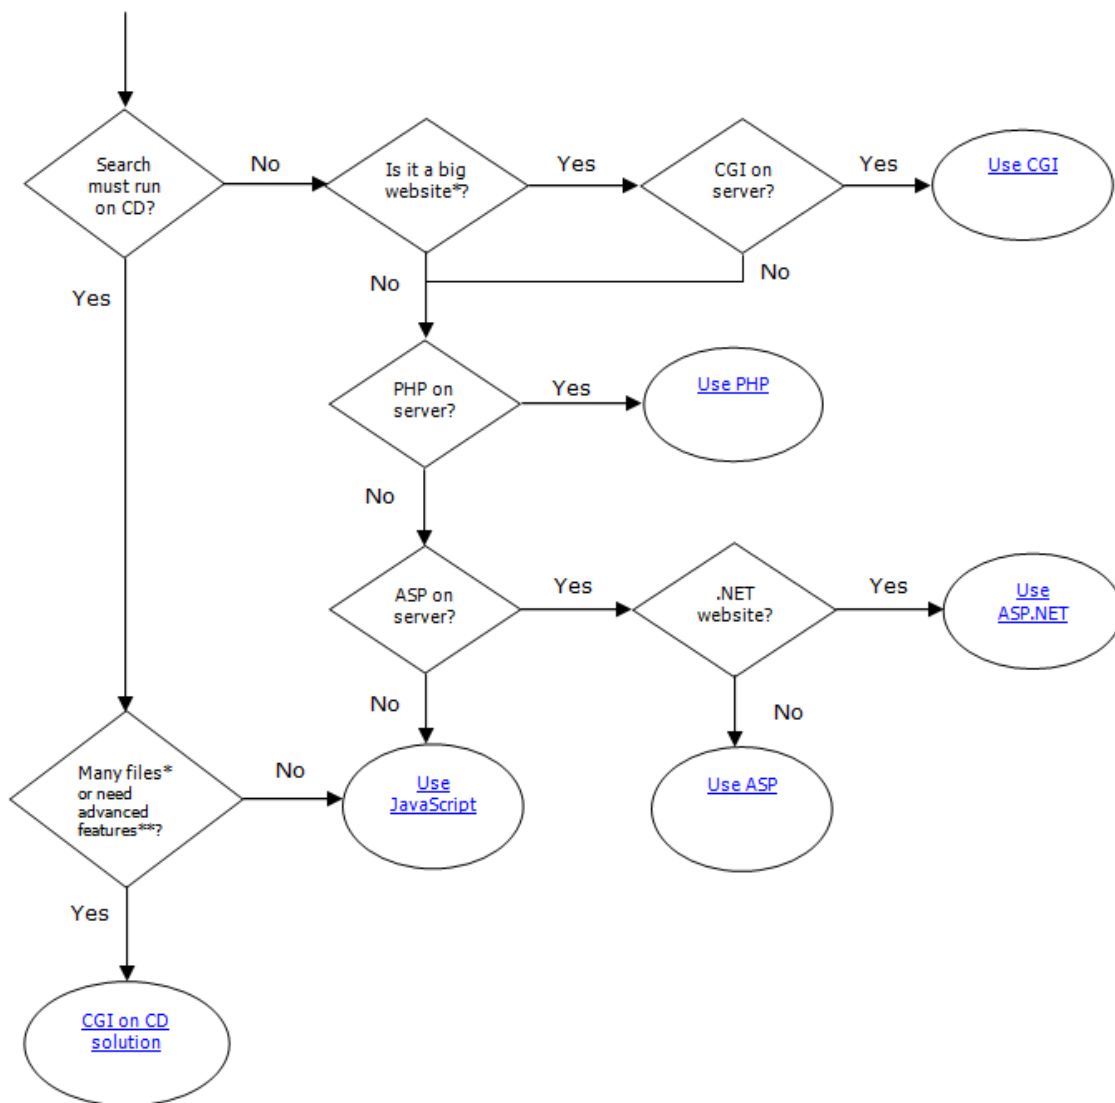 Search
must run
on CD?
No
Is it a big
website*?
Yes
CGI on
server?
Yes
Use CGI
Yes
No
No
PHP on
server?
Yes
Use PHP
No
ASP on
server?
Yes
.NET
website?
Yes
Use
ASP.NET
No
No
Many files*
or need
advanced
features**?
No
Use
JavaScript
Use ASP
Yes
CGI on CD
solution